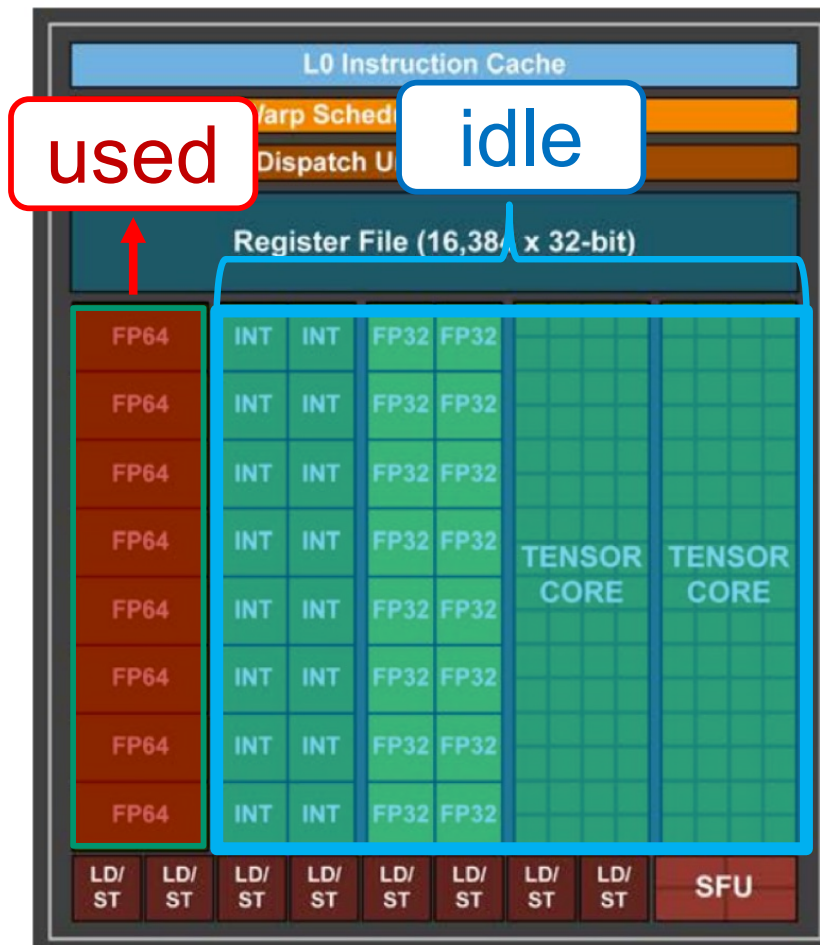 L0 Instruction Cache
used
idle
Register File (16,384 x 32-bit)
FP64 INT INT FP32 FP32
FP64 INT INT FP32 FP32
FP64 INT INT FP32 FP32
FP64 INT INT FP32 FP32
TENSOR CORE TENSOR CORE
FP64 INT INT FP32 FP32
FP64 INT INT FP32 FP32
FP64 INT INT FP32 FP32
FP64 INT INT FP32 FP32
LD/ LD/ LD/ LD/ LD/ LD/ LD/ LD/ SFU
ST ST ST ST ST ST ST ST